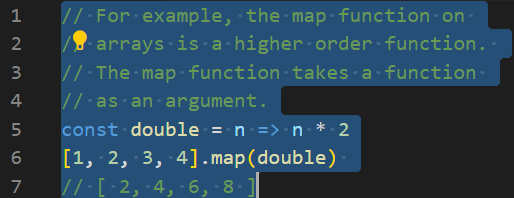 1 // For example, the map function on
2 // arrays is a higher order function.
3 // The map function takes a function
4 // as an argument.
5 const double = n => n * 2
6 [1, 2, 3, 4].map(double)
7 // [ 2, 4, 6, 8 ]